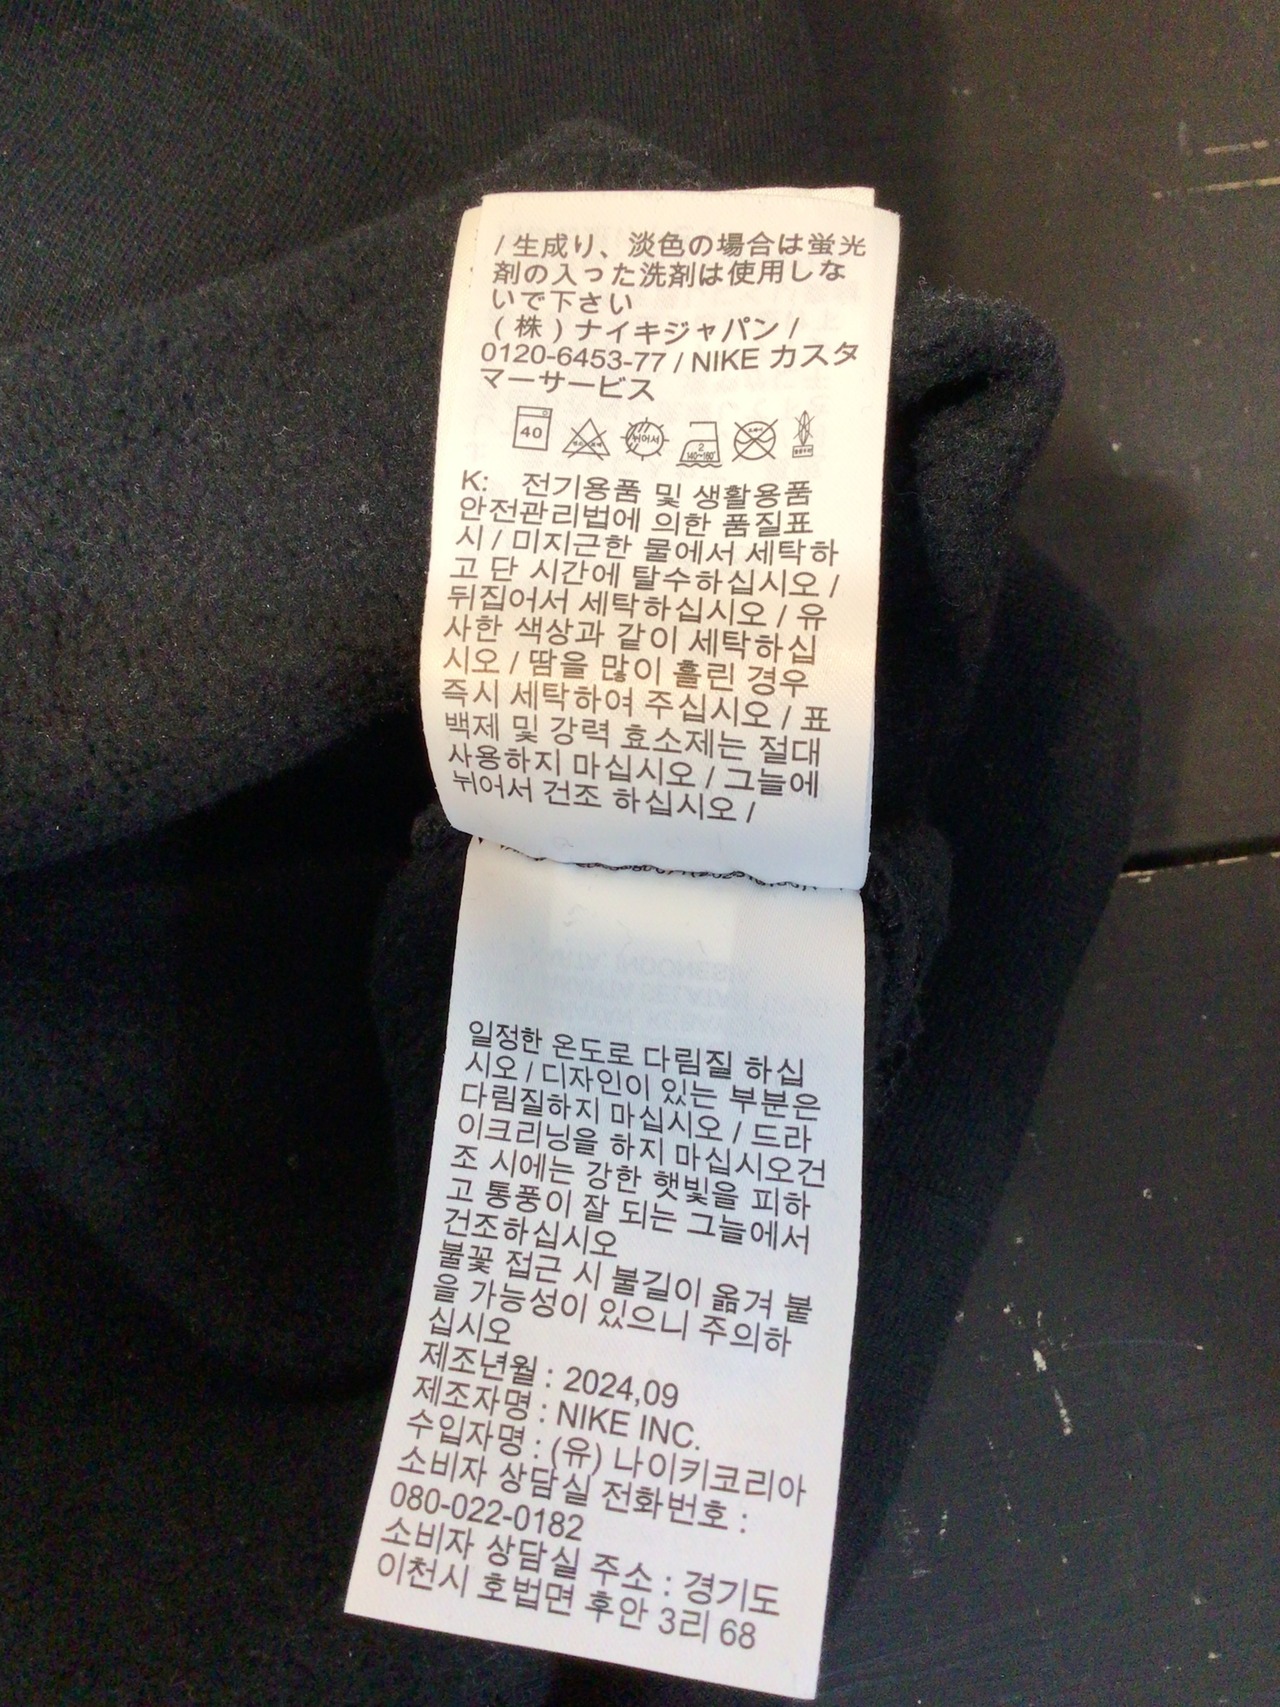 / 生成り、淡色の場合は蛍光
剤の入った洗剤は使用しな
いで下さい
( 株 ) ナイキジャパン /
0120-6453-77 / NIKE カスタ
マーサービス
40
뉘어서
2
140~160°
K: 전기용품 및 생활용품
안전관리법에 의한 품질표
시 / 미지근한 물에서 세탁하
고 단 시간에 탈수하십시오 /
뒤집어서 세탁하십시오 / 유
사한 색상과 같이 세탁하십
시오 / 땀을 많이 흘린 경우
즉시 세탁하여 주십시오 / 표
백제 및 강력 효소제는 절대
사용하지 마십시오 / 그늘에
뉘어서 건조 하십시오 /
일정한 온도로 다림질 하십
시오 / 디자인이 있는 부분은
다림질하지 마십시오 / 드라
이크리닝을 하지 마십시오건
조 시에는 강한 햇빛을 피하
고 통풍이 잘 되는 그늘에서
건조하십시오
불꽃 접근 시 불길이 옮겨 붙
을 가능성이 있으니 주의하
십시오
제조년월 : 2024,09
제조자명 : NIKE INC.
수입자명 : (유) 나이키코리아
소비자 상담실 전화번호 :
080-022-0182
소비자 상담실 주소 : 경기도
이천시 호법면 후안 3리 68